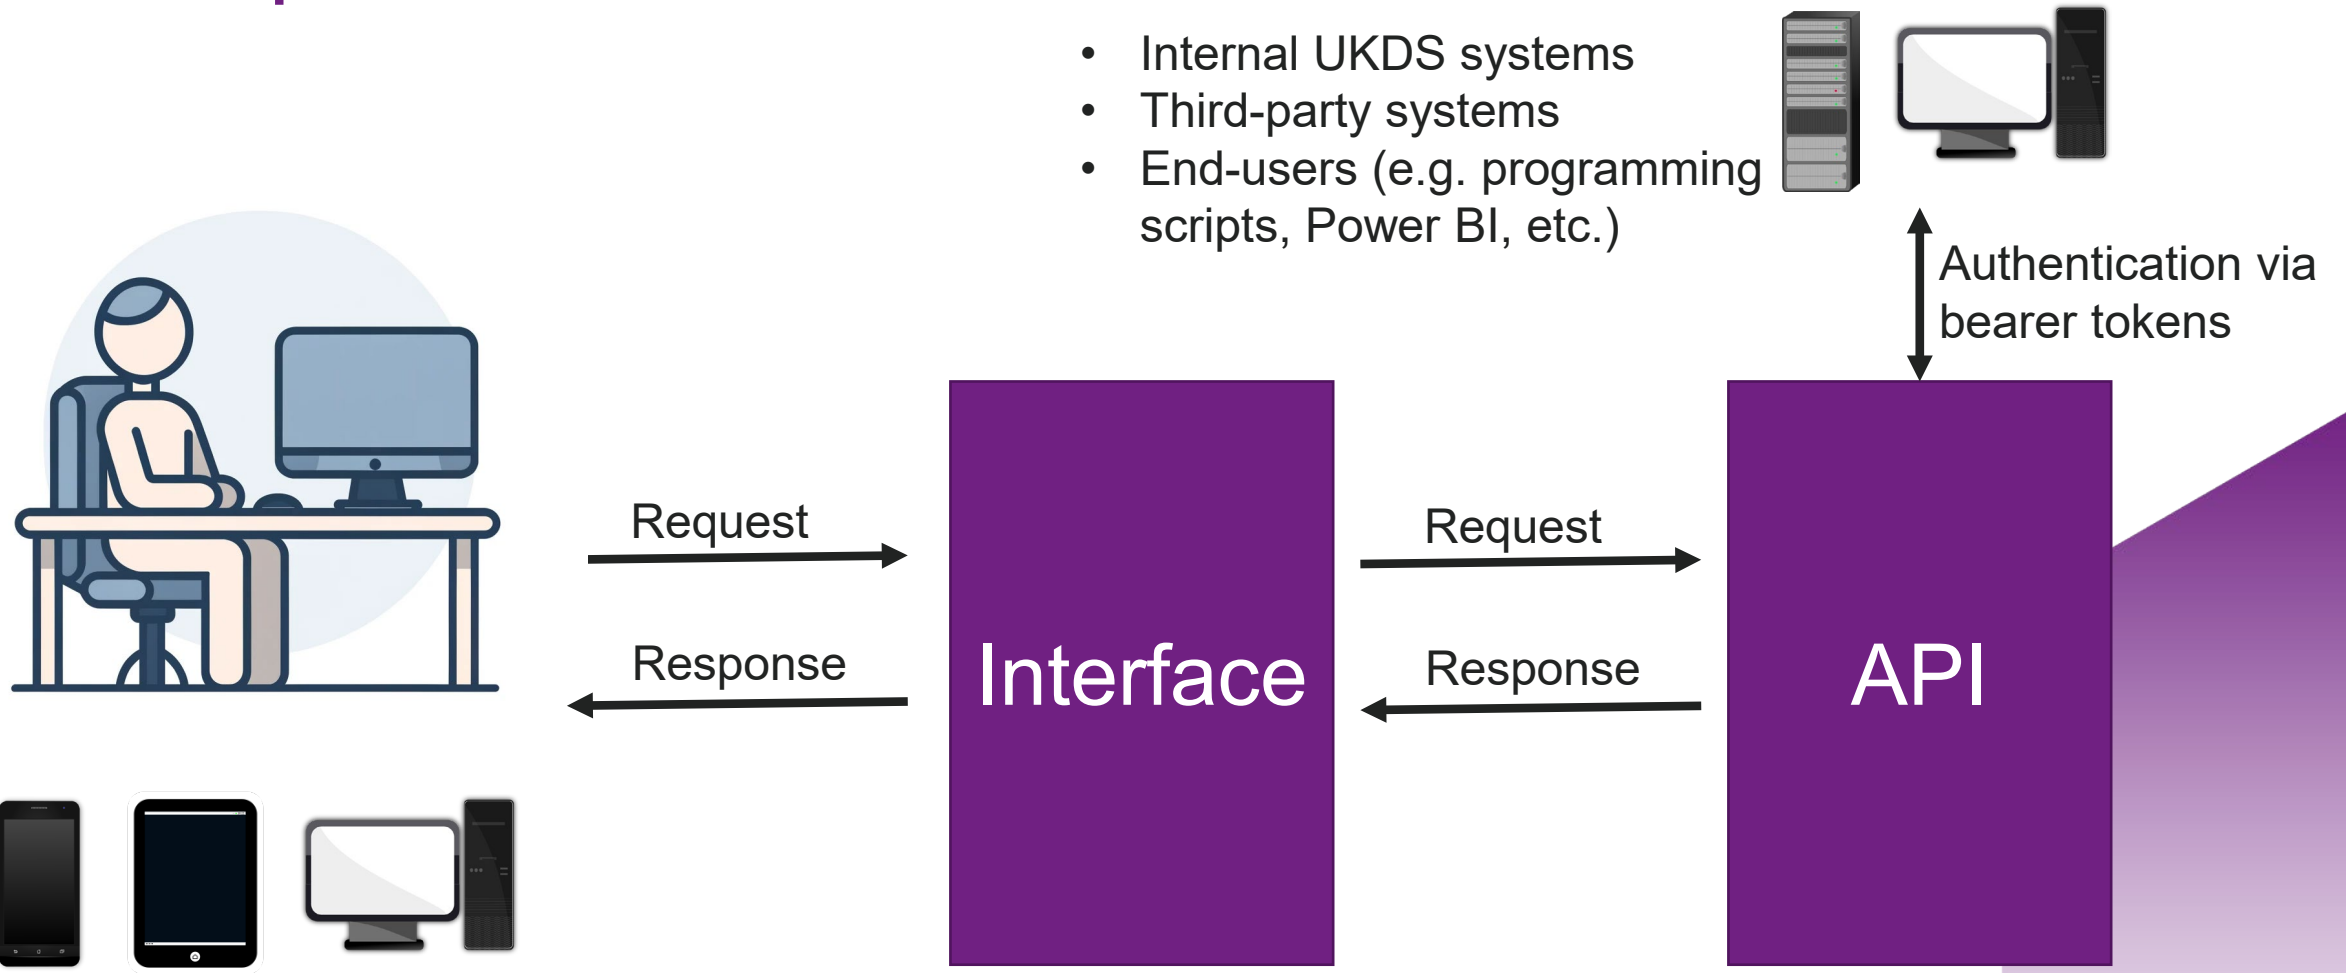 • Internal UKDS systems
• Third-party systems
• End-users (e.g. programming
scripts, Power BI, etc.)
Authentication via
bearer tokens
Request
Response
Interface
Request
Response
API